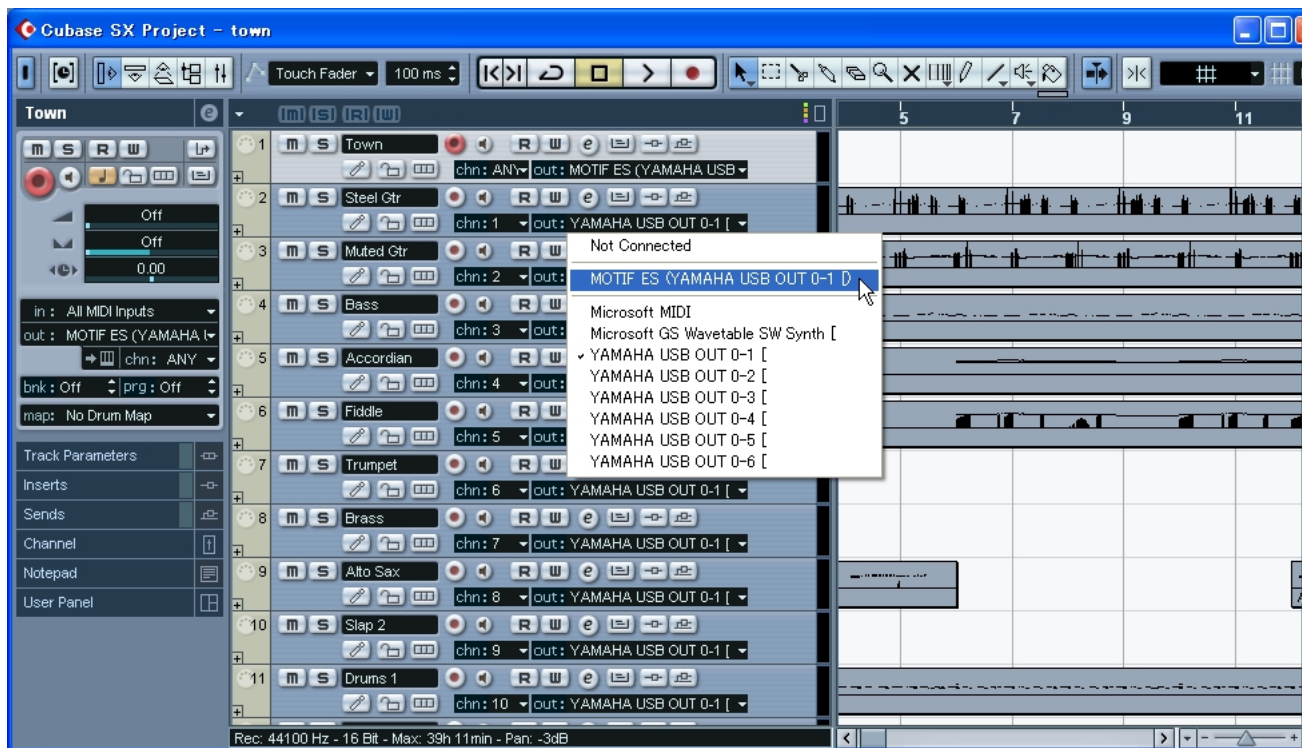 Cubase SX Project - town
Touch Fader 100 ms
Town e
m S R W
Off
Off
0.00
in : All MIDI Inputs
out : MOTIF ES (YAMAHA
chn: ANY
bnk: Off prg: Off
map: No Drum Map
Track Parameters
Inserts
Sends
Channel
Notepad
User Panel
(m) (S) (R) (W)
5 7 9 11
1 m S Town R W e
chn: ANY out: MOTIF ES (YAMAHA USB
2 m S Steel Gtr R W e
chn: 1 out: YAMAHA USB OUT 0-1 [
3 m S Muted Gtr R W
chn: 2 out:
4 m S Bass R W
chn: 3 out:
5 m S Accordian R W
chn: 4 out:
6 m S Fiddle R W
chn: 5 out:
7 m S Trumpet R W
chn: 6 out: YAMAHA USB OUT 0-1 [
8 m S Brass R W e
chn: 7 out: YAMAHA USB OUT 0-1 [
9 m S Alto Sax R W e
chn: 8 out: YAMAHA USB OUT 0-1 [
10 m S Slap 2 R W e
chn: 9 out: YAMAHA USB OUT 0-1 [
11 m S Drums 1 R W e
chn: 10 out: YAMAHA USB OUT 0-1 [
Not Connected
MOTIF ES (YAMAHA USB OUT 0-1 [)
Microsoft MIDI
Microsoft GS Wavetable SW Synth [
YAMAHA USB OUT 0-1 [
YAMAHA USB OUT 0-2 [
YAMAHA USB OUT 0-3 [
YAMAHA USB OUT 0-4 [
YAMAHA USB OUT 0-5 [
YAMAHA USB OUT 0-6 [
Rec: 44100 Hz - 16 Bit - Max: 39h 11min - Pan: -3dB